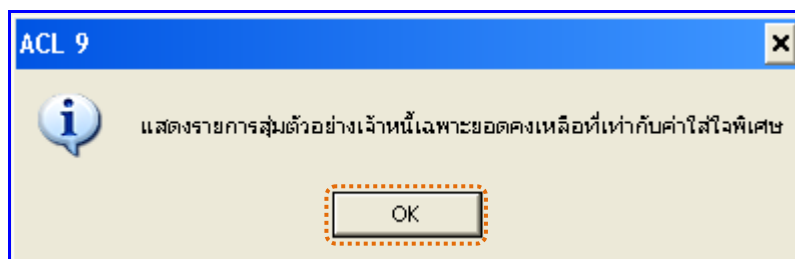 ACL 9
แสดงรายการสุ่มตัวอย่างเจ้าหนี้เฉพาะยอดคงเหลือที่เท่ากับค่าใส่ใจพิเศษ
OK